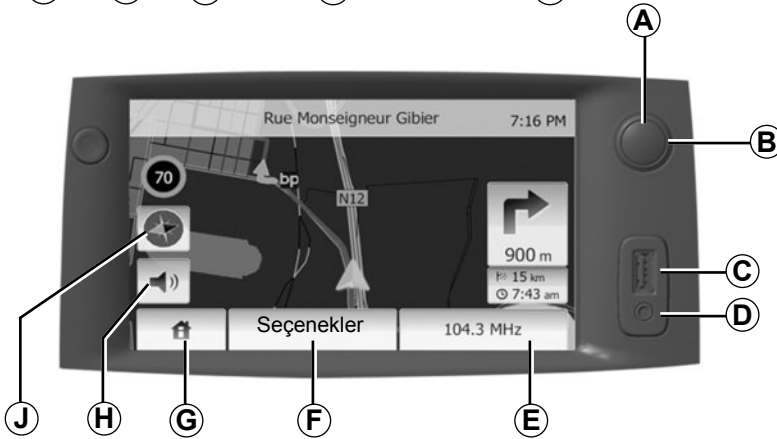 A
Rue Monseigneur Gibier 7:16 PM
B
70
bp
N12
900 m
15 km
7:43 am
C
D
Seçenekler
104.3 MHz
J
H
G
F
E